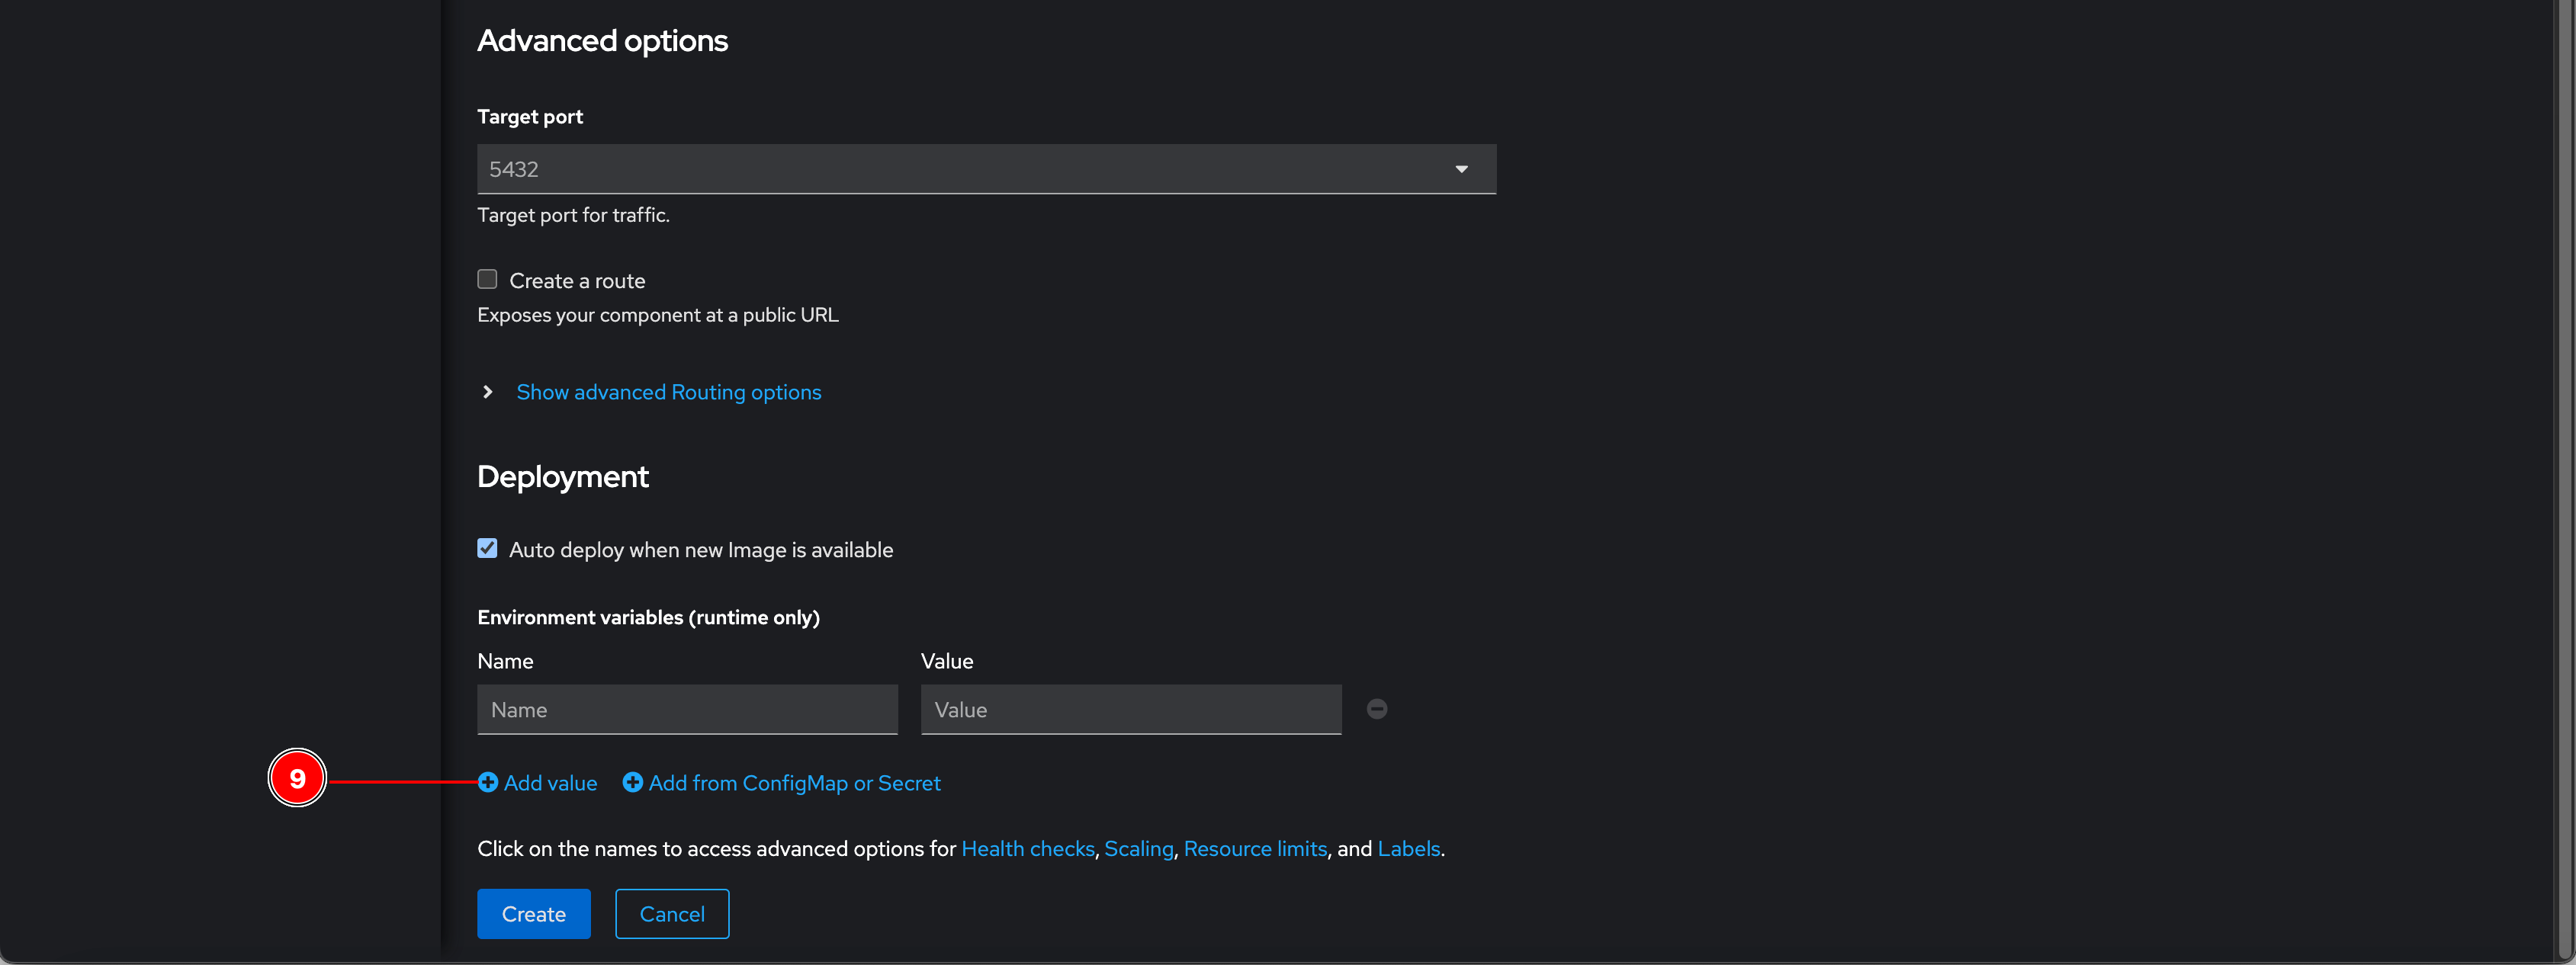 Advanced options
Target port
5432
Target port for traffic.
Create a route
Exposes your component at a public URL
Show advanced Routing options
Deployment
Auto deploy when new Image is available
Environment variables (runtime only)
Name Value
Name Value
9 Add value Add from ConfigMap or Secret
Click on the names to access advanced options for Health checks, Scaling, Resource limits, and Labels.
Create Cancel